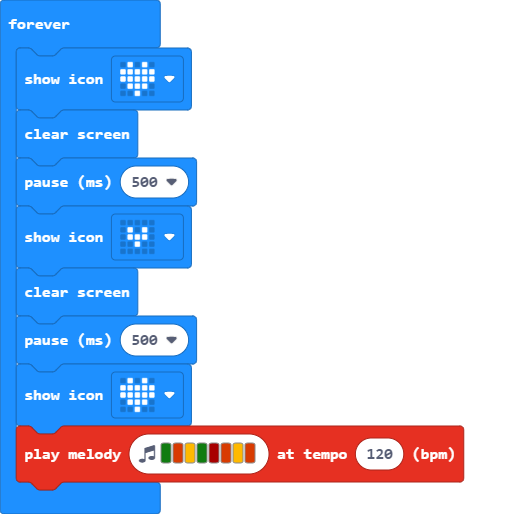 forever
show icon
clear screen
pause (ms) 500
show icon
clear screen
pause (ms) 500
show icon
play melody at tempo 120 (bpm)